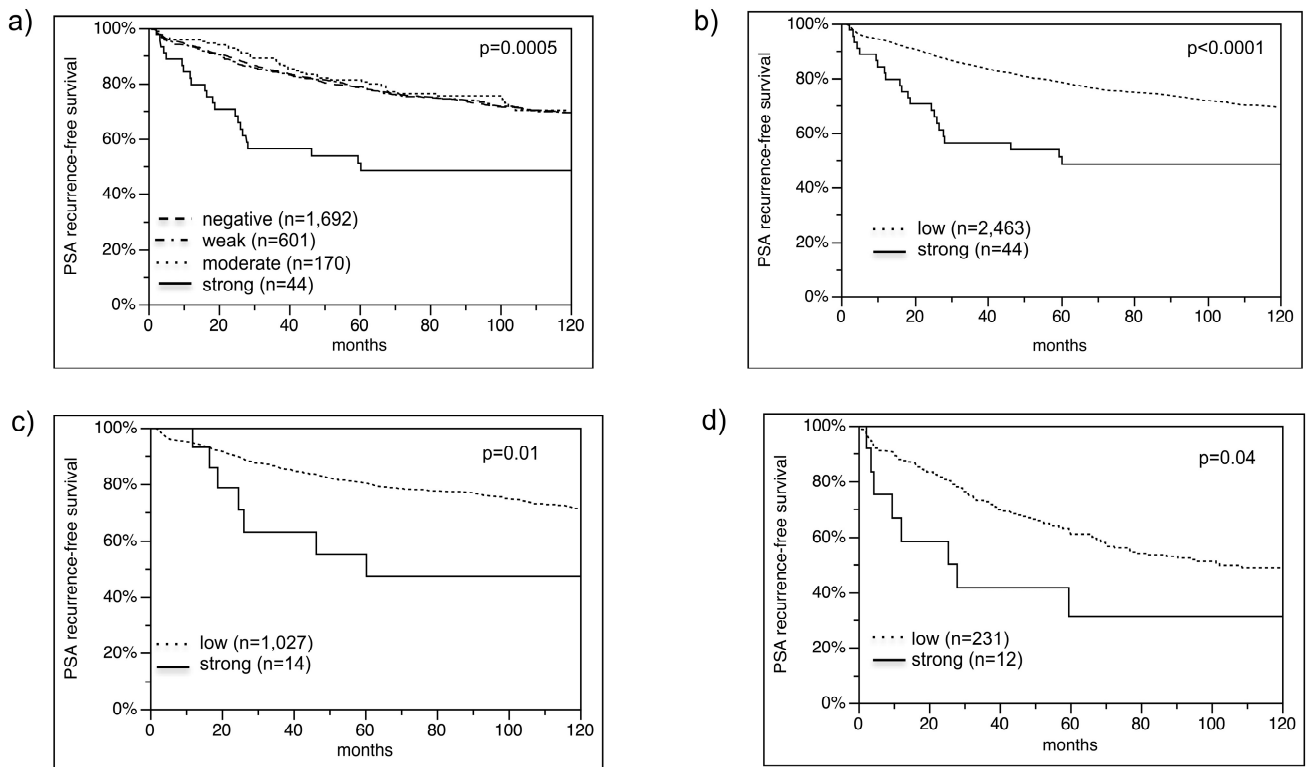 a)
100%
80%
60%
40%
20%
0%
PSA recurrence-free survival
p=0.0005
negative (n=1,692)
weak (n=601)
moderate (n=170)
strong (n=44)
0 20 40 60 80 100 120
months
b)
100%
80%
60%
40%
20%
0%
PSA recurrence-free survival
p<0.0001
low (n=2,463)
strong (n=44)
0 20 40 60 80 100 120
months
c)
100%
80%
60%
40%
20%
0%
PSA recurrence-free survival
p=0.01
low (n=1,027)
strong (n=14)
0 20 40 60 80 100 120
months
d)
100%
80%
60%
40%
20%
0%
PSA recurrence-free survival
p=0.04
low (n=231)
strong (n=12)
0 20 40 60 80 100 120
months